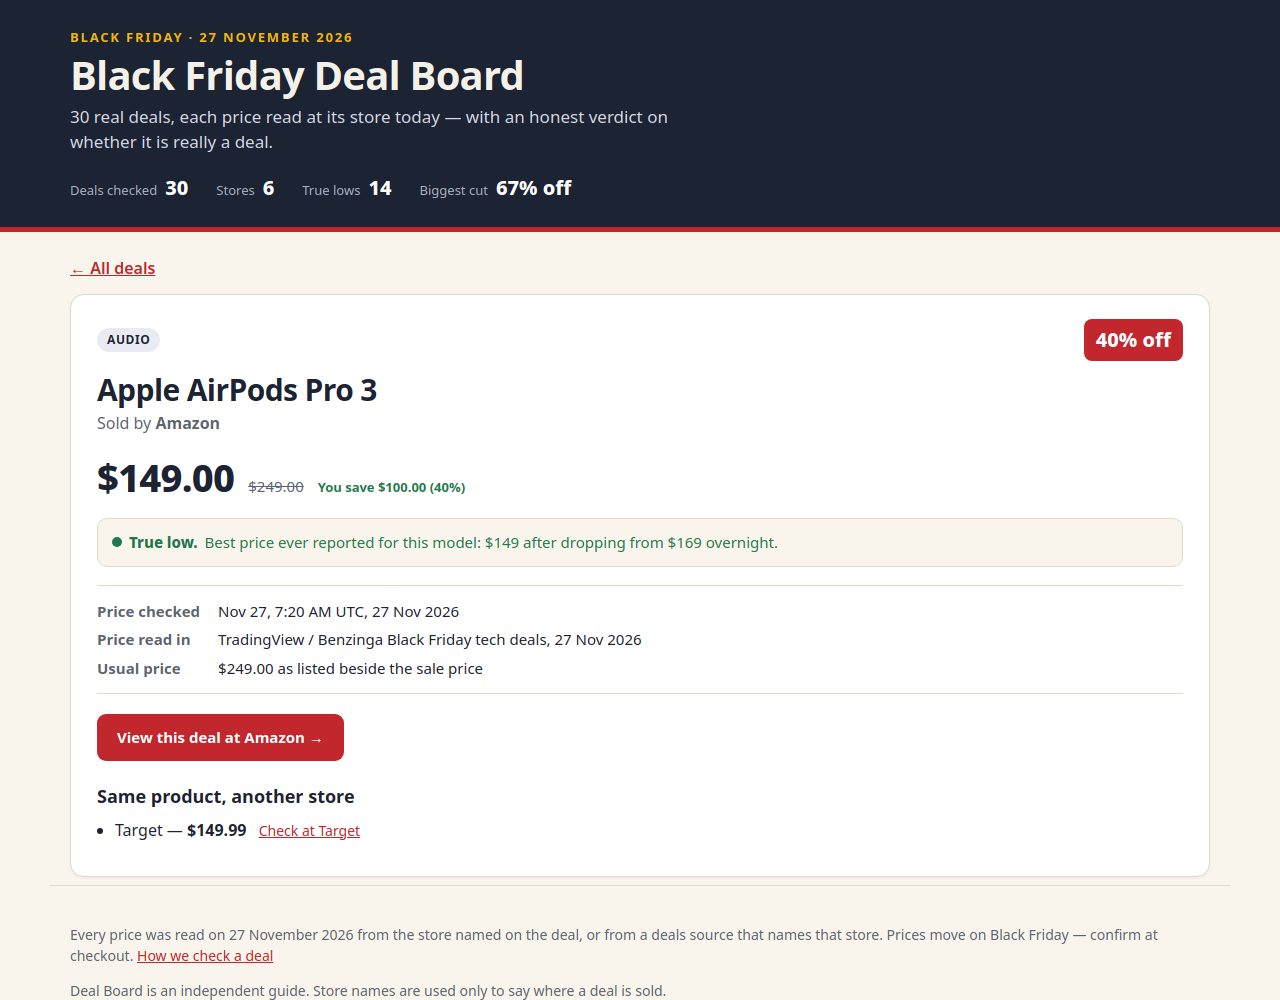 BLACK FRIDAY · 27 NOVEMBER 2026
Black Friday Deal Board
30 real deals, each price read at its store today — with an honest verdict on
whether it is really a deal.
Deals checked 30 Stores 6 True lows 14 Biggest cut 67% off
← All deals
AUDIO
40% off
Apple AirPods Pro 3
Sold by Amazon
$149.00 $249.00 You save $100.00 (40%)
True low. Best price ever reported for this model: $149 after dropping from $169 overnight.
Price checked Nov 27, 7:20 AM UTC, 27 Nov 2026
Price read in TradingView / Benzinga Black Friday tech deals, 27 Nov 2026
Usual price $249.00 as listed beside the sale price
View this deal at Amazon →
Same product, another store
• Target — $149.99 Check at Target
Every price was read on 27 November 2026 from the store named on the deal, or from a deals source that names that store. Prices move on Black Friday — confirm at
checkout. How we check a deal
Deal Board is an independent guide. Store names are used only to say where a deal is sold.